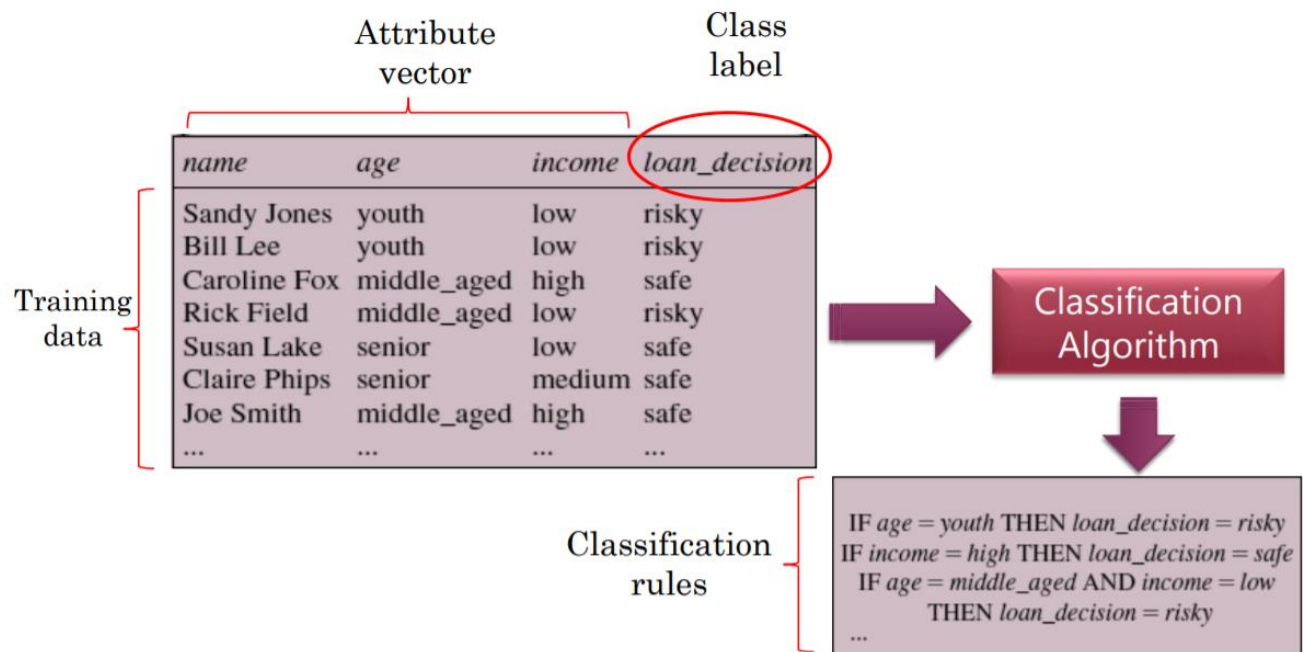 Attribute
vector
Class
label
name age income loan_decision
Sandy Jones youth low risky
Bill Lee youth low risky
Caroline Fox middle_aged high safe
Rick Field middle_aged low risky
Susan Lake senior low safe
Claire Phips senior medium safe
Joe Smith middle_aged high safe
... ... ... ...
Training
data
Classification
Algorithm
Classification
rules
IF age = youth THEN loan_decision = risky
IF income = high THEN loan_decision = safe
IF age = middle_aged AND income = low
THEN loan_decision = risky
...